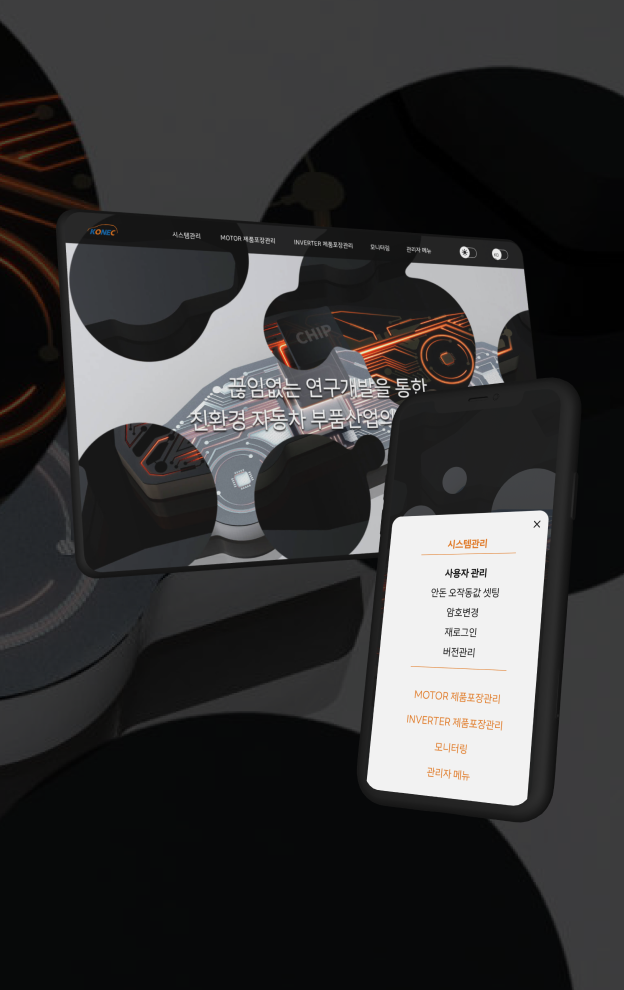 KONEC
시스템관리 MOTOR 제품포장관리 INVERTER 제품포장관리 모니터링 관리자 메뉴
CHIP
끊임없는 연구개발을 통한
친환경 자동차 부품산업의
×
시스템관리
사용자 관리
안돈 오작동값 셋팅
암호변경
재로그인
버전관리
MOTOR 제품포장관리
INVERTER 제품포장관리
모니터링
관리자 메뉴